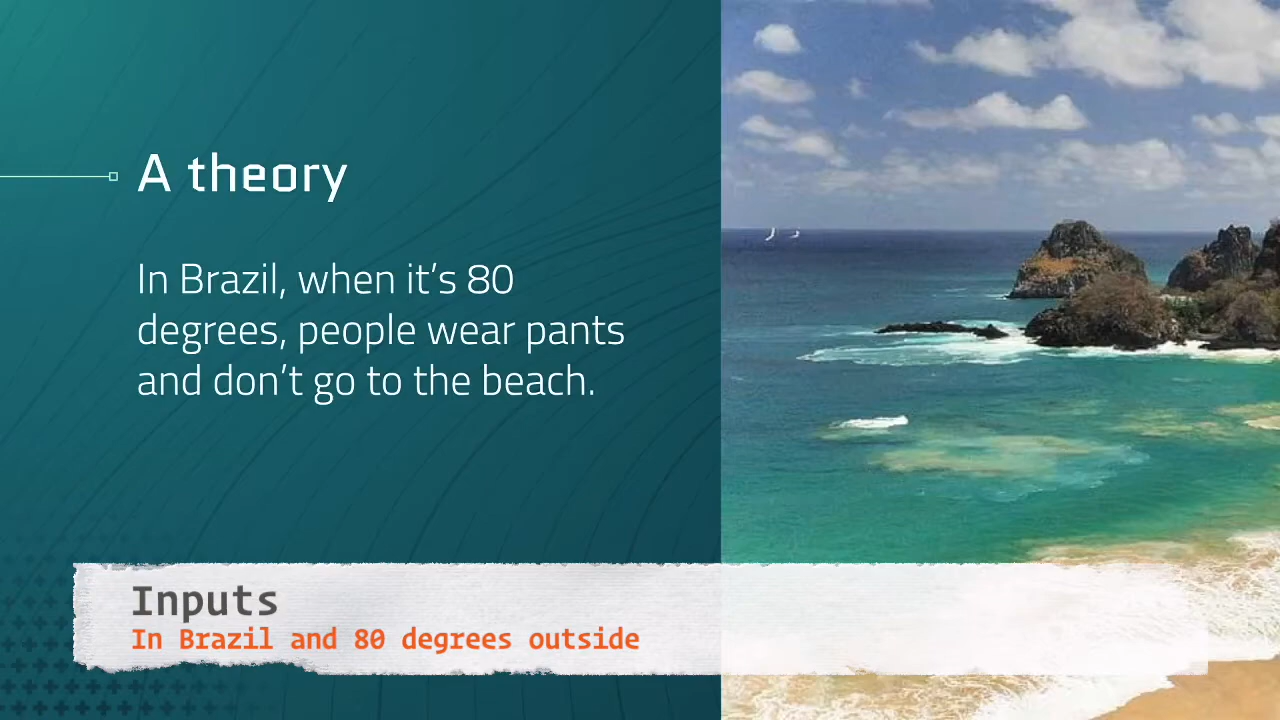 A theory
In Brazil, when it’s 80
degrees, people wear pants
and don’t go to the beach.
Inputs
In Brazil and 80 degrees outside